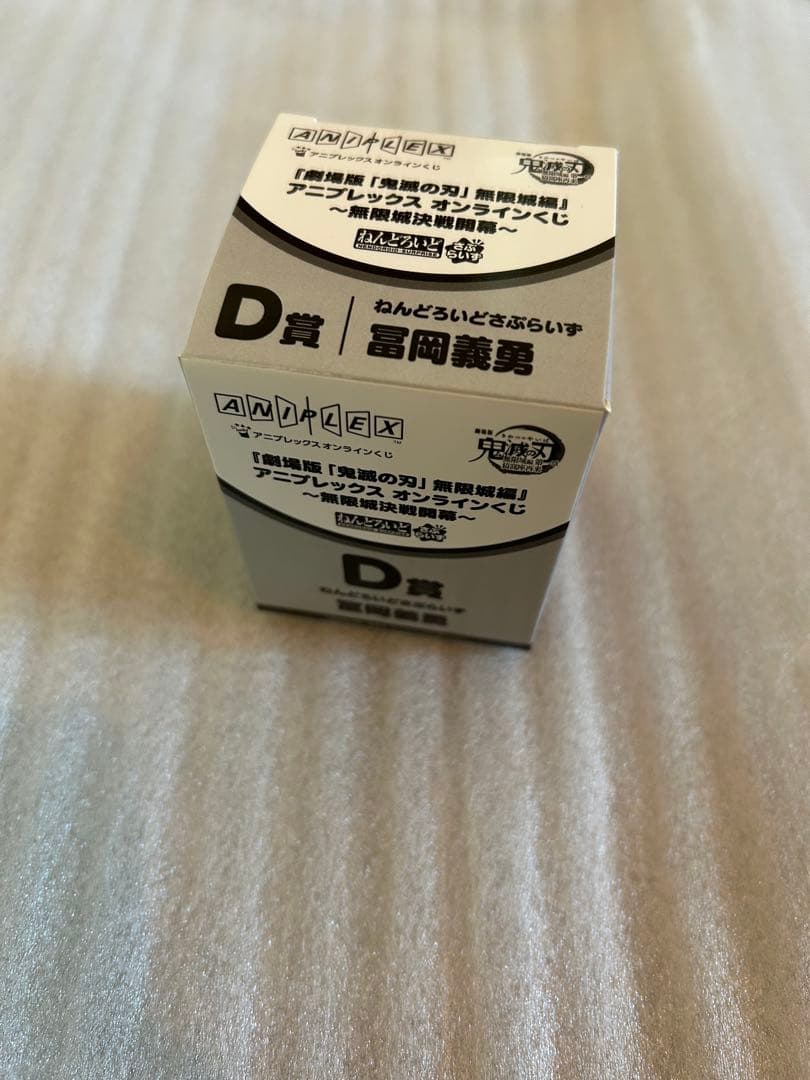 ANIPLEX
アニプレックス オンラインくじ
鬼滅の刃
『劇場版「鬼滅の刃」無限城編』
アニプレックス オンラインくじ
～無限城決戦開幕～
ねんどろいど さぷらいず
NENDOROID SURPRISE
D賞
ねんどろいどさぷらいず
冨岡義勇
ANIPLEX
アニプレックス オンラインくじ
鬼滅の刃
『劇場版「鬼滅の刃」無限城編』
アニプレックス オンラインくじ
～無限城決戦開幕～
ねんどろいど さぷらいず
D賞
ねんどろいどさぷらいず
冨岡義勇